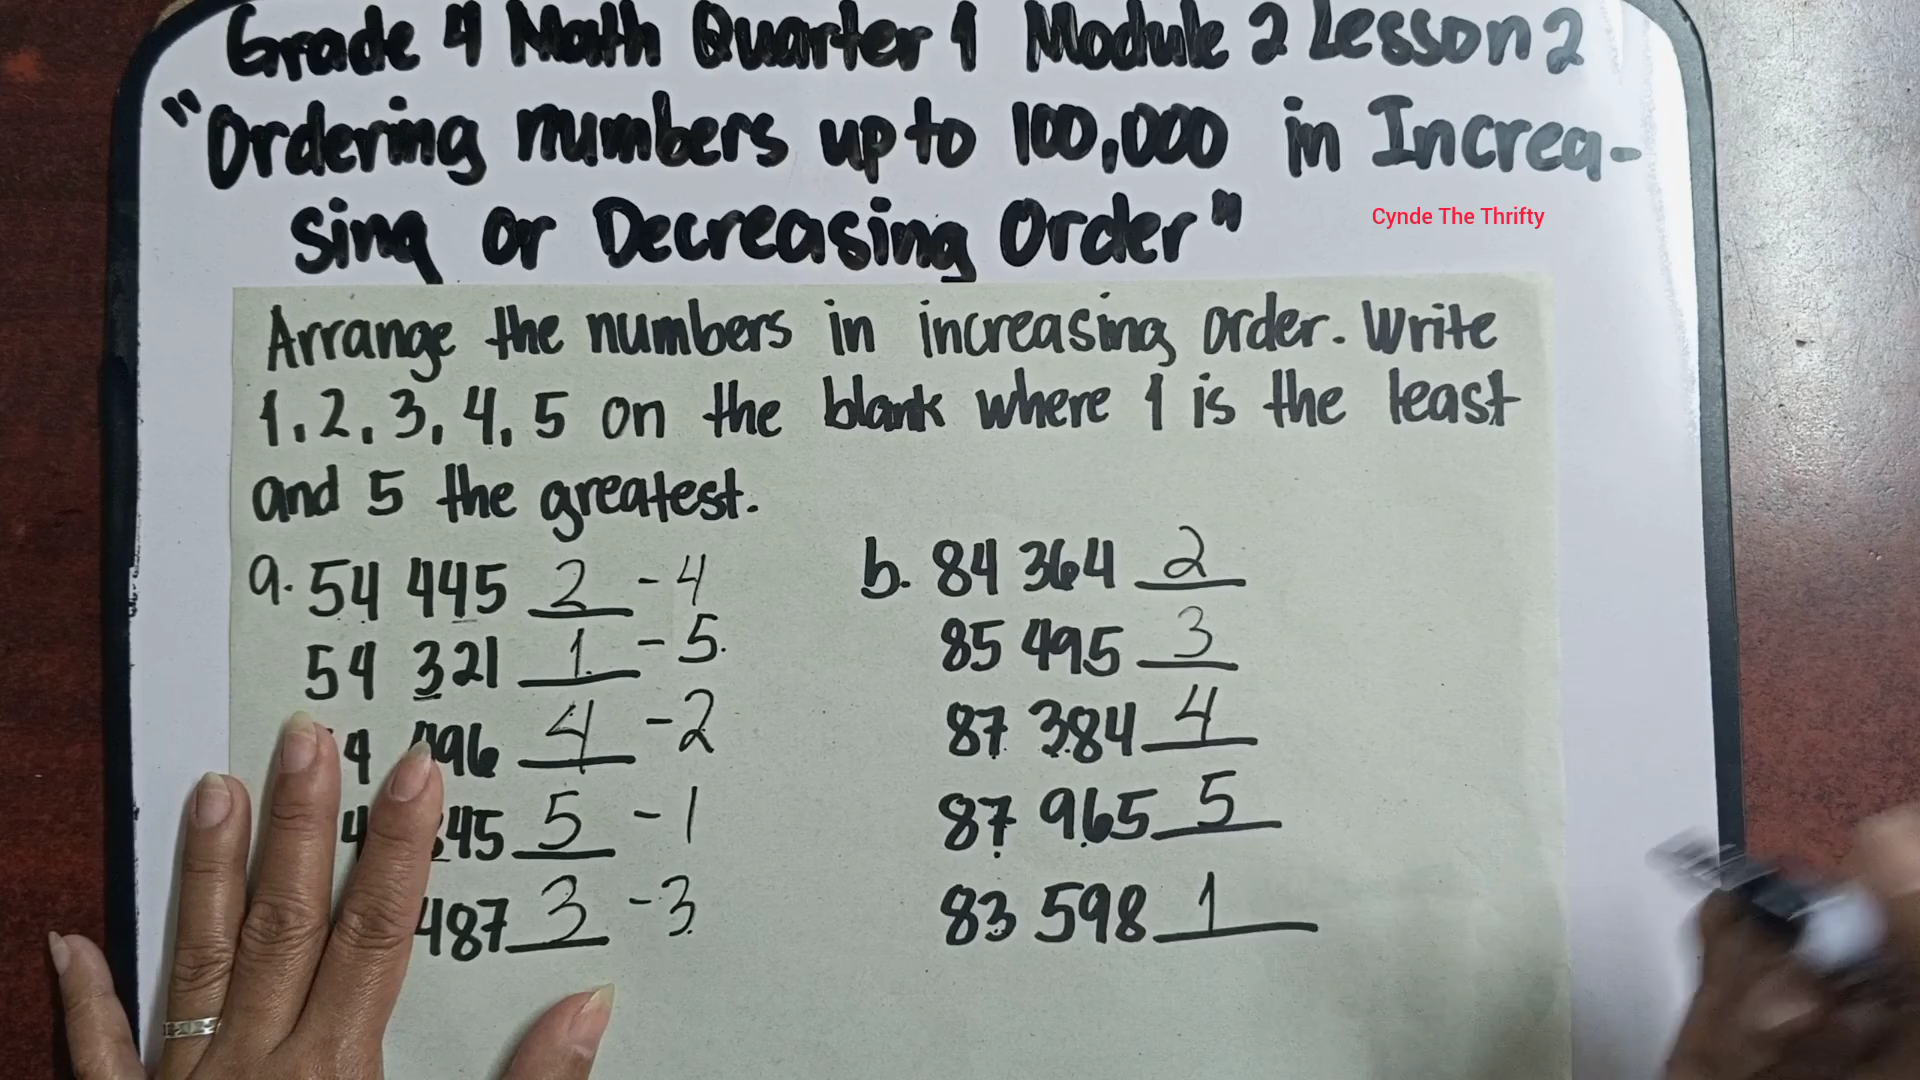 Grade 4 Math Quarter 1 Module 2 Lesson 2
"Ordering numbers up to 100,000 in Increa-
sing or Decreasing Order"
Cynde The Thrifty
Arrange the numbers in increasing order. Write
1, 2, 3, 4, 5 on the blank where 1 is the least
and 5 the greatest.
a. 54 445 2 - 4
54 321 1 - 5
4 496 4 - 2
4 45 5 - 1
487 3 - 3
b. 84 364 2
85 495 3
87 384 4
87 965 5
83 598 1